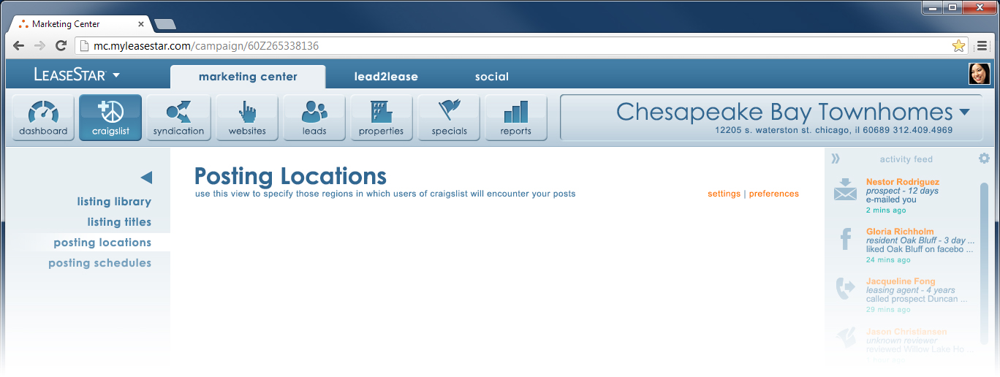 Marketing Center
mc.myleasestar.com/campaign/60Z265338136
LEASESTAR
marketing center
lead2lease
social
dashboard
craigslist
syndication
websites
leads
properties
specials
reports
Chesapeake Bay Townhomes
12205 s. waterston st. chicago, il 60689 312.409.4969
listing library
listing titles
posting locations
posting schedules
Posting Locations
use this view to specify those regions in which users of craigslist will encounter your posts
settings | preferences
activity feed
Nestor Rodriguez
prospect - 12 days
e-mailed you
2 mins ago
Gloria Richholm
resident Oak Bluff - 3 day ...
liked Oak Bluff on facebo ...
24 mins ago
Jacqueline Fong
leasing agent - 4 years
called prospect Duncan ...
29 mins ago
Jason Christiansen
unknown reviewer
reviewed Willow Lake Ho ...
1 hour ago